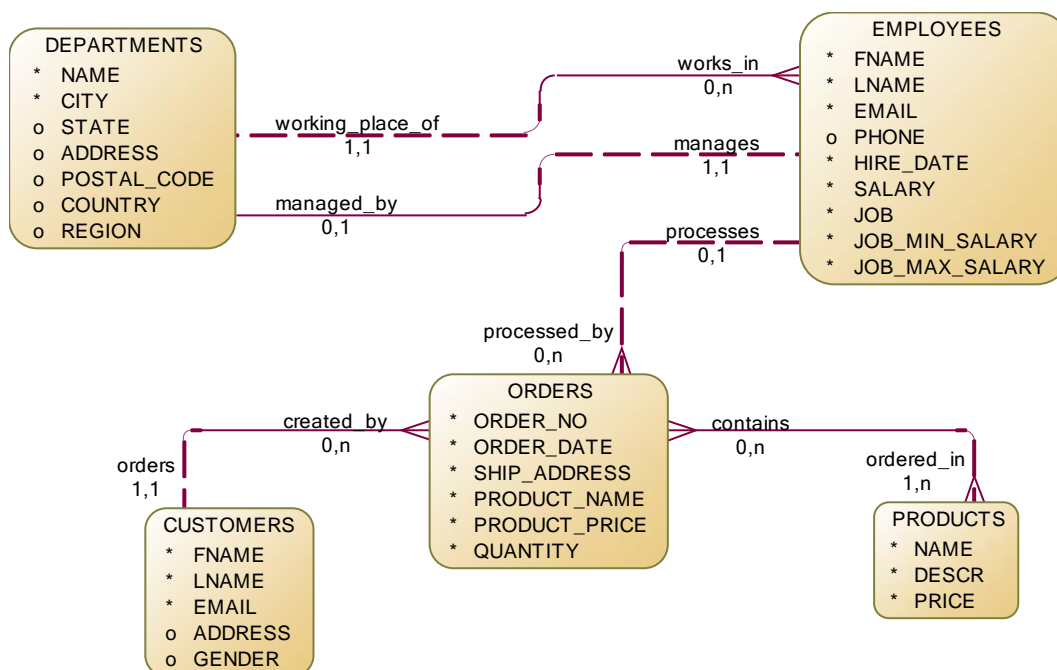 DEPARTMENTS
* NAME
* CITY
o STATE
o ADDRESS
o POSTAL_CODE
o COUNTRY
o REGION
works_in
0,n
working_place_of
1,1
manages
1,1
managed_by
0,1
EMPLOYEES
* FNAME
* LNAME
* EMAIL
o PHONE
* HIRE_DATE
* SALARY
* JOB
* JOB_MIN_SALARY
* JOB_MAX_SALARY
processes
0,1
processed_by
0,n
ORDERS
* ORDER_NO
* ORDER_DATE
* SHIP_ADDRESS
* PRODUCT_NAME
* PRODUCT_PRICE
* QUANTITY
created_by
0,n
orders
1,1
contains
0,n
ordered_in
1,n
CUSTOMERS
* FNAME
* LNAME
* EMAIL
o ADDRESS
o GENDER
PRODUCTS
* NAME
* DESCR
* PRICE